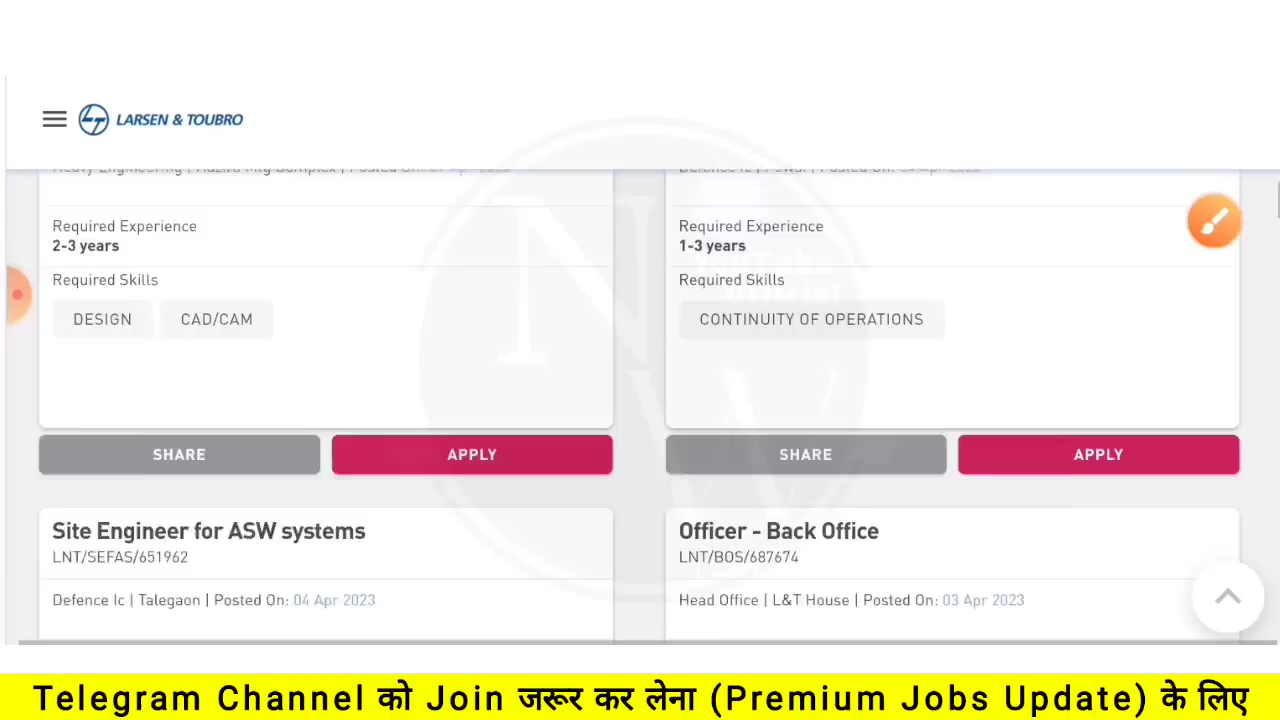 LARSEN & TOUBRO
Required Experience
2-3 years
Required Skills
DESIGN CAD/CAM
SHARE APPLY
Required Experience
1-3 years
Required Skills
CONTINUITY OF OPERATIONS
SHARE APPLY
Site Engineer for ASW systems
LNT/SEFAS/651962
Defence Ic | Talegaon | Posted On: 04 Apr 2023
Officer - Back Office
LNT/BOS/687674
Head Office | L&T House | Posted On: 03 Apr 2023
Telegram Channel को Join जरूर कर लेना (Premium Jobs Update) के लिए